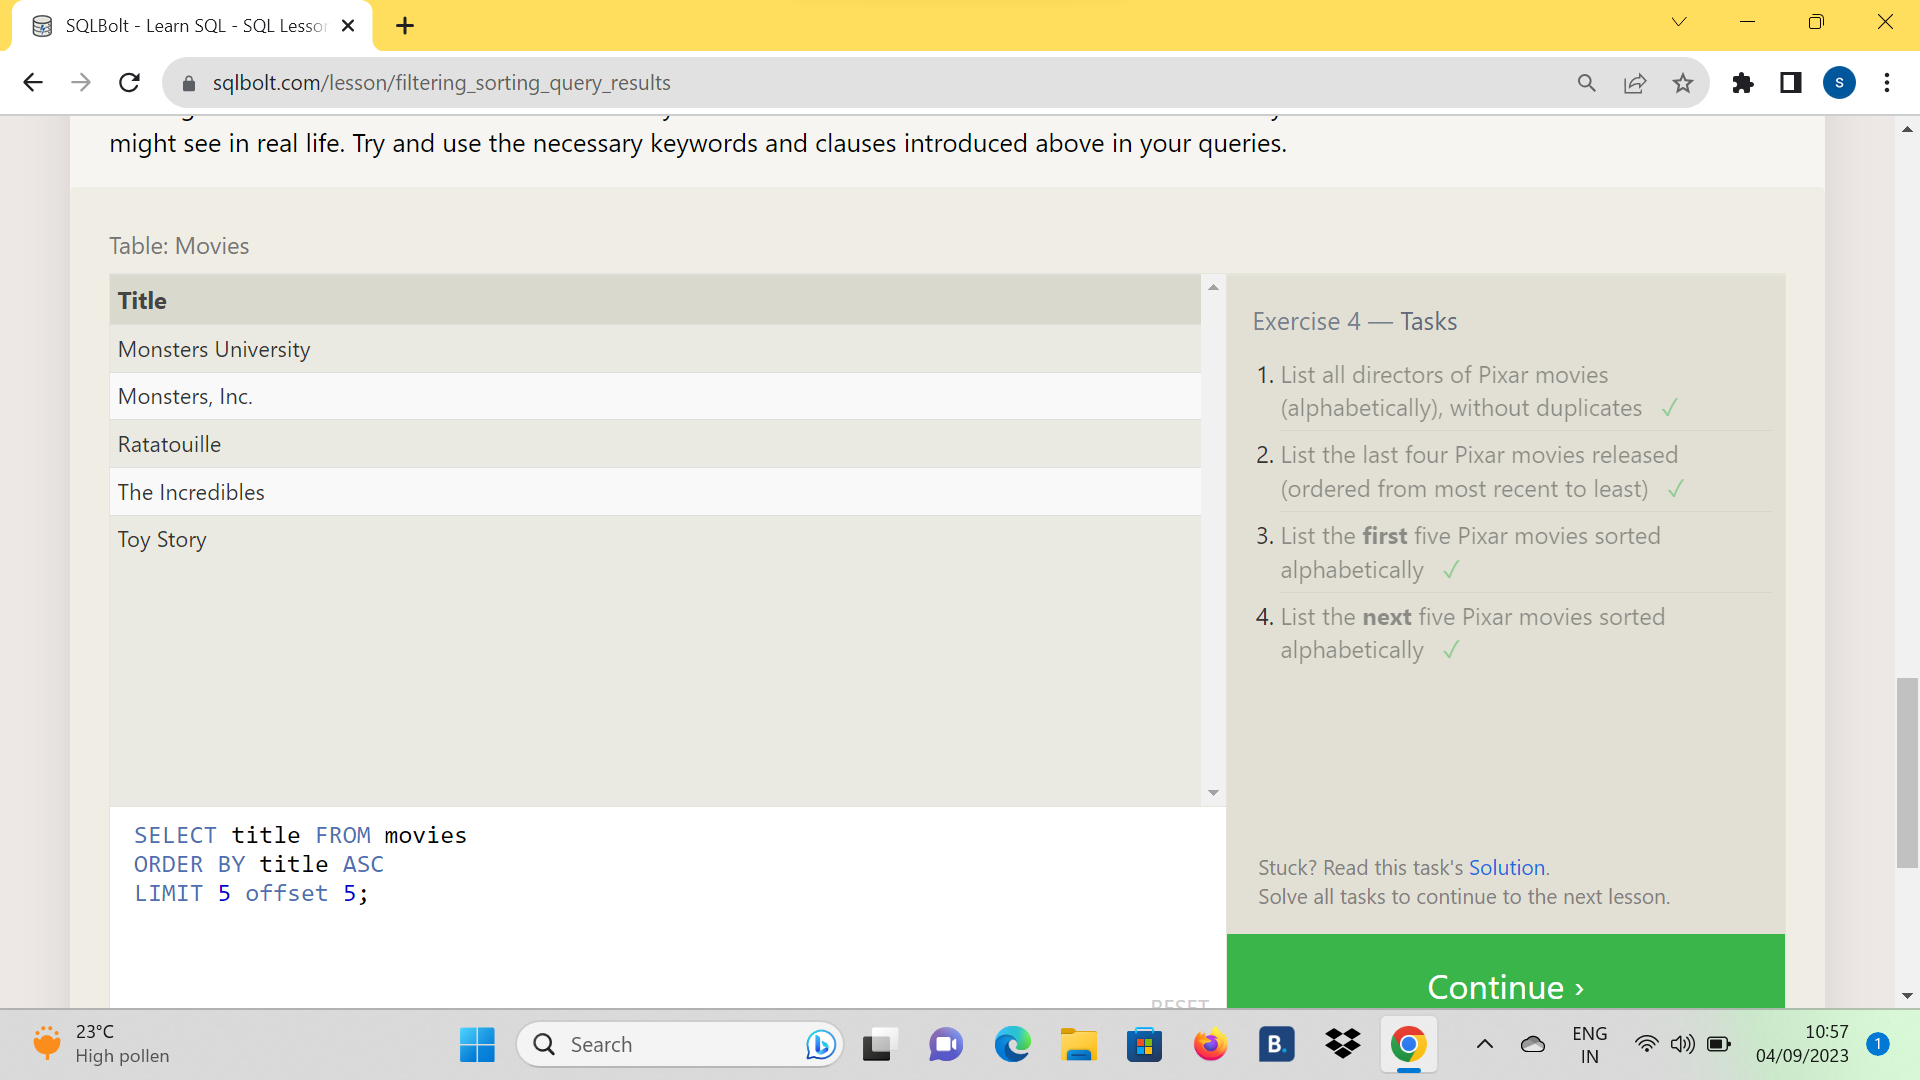 SQLBolt - Learn SQL - SQL Lesso
sqlbolt.com/lesson/filtering_sorting_query_results
S
might see in real life. Try and use the necessary keywords and clauses introduced above in your queries.
Table: Movies
Title
Monsters University
Monsters, Inc.
Ratatouille
The Incredibles
Toy Story
SELECT title FROM movies
ORDER BY title ASC
LIMIT 5 offset 5;
RESET
Exercise 4 — Tasks
1. List all directors of Pixar movies
(alphabetically), without duplicates ✓
2. List the last four Pixar movies released
(ordered from most recent to least) ✓
3. List the first five Pixar movies sorted
alphabetically ✓
4. List the next five Pixar movies sorted
alphabetically ✓
Stuck? Read this task's Solution.
Solve all tasks to continue to the next lesson.
Continue ›
23°C
High pollen
Search
B.
ENG
IN
10:57
04/09/2023
1